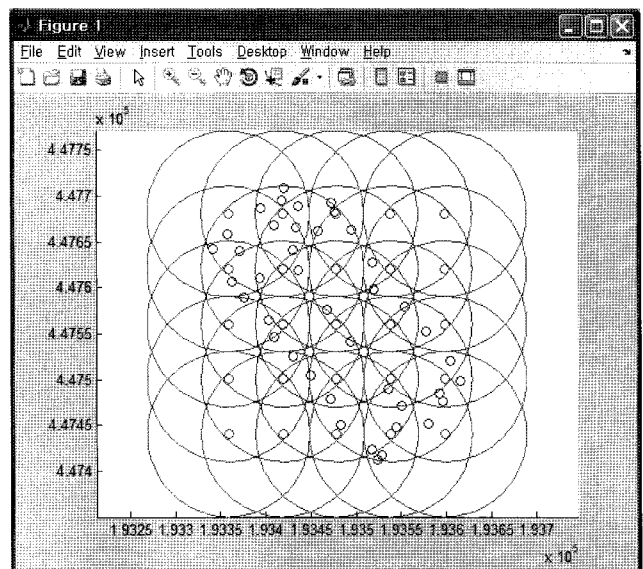 Figure 1
File Edit View Insert Tools Desktop Window Help
x 10^5
4.4775
4.477
4.4765
4.476
4.4755
4.475
4.4745
4.474
1.9325 1.933 1.9335 1.934 1.9345 1.935 1.9355 1.936 1.9365 1.937
x 10^5